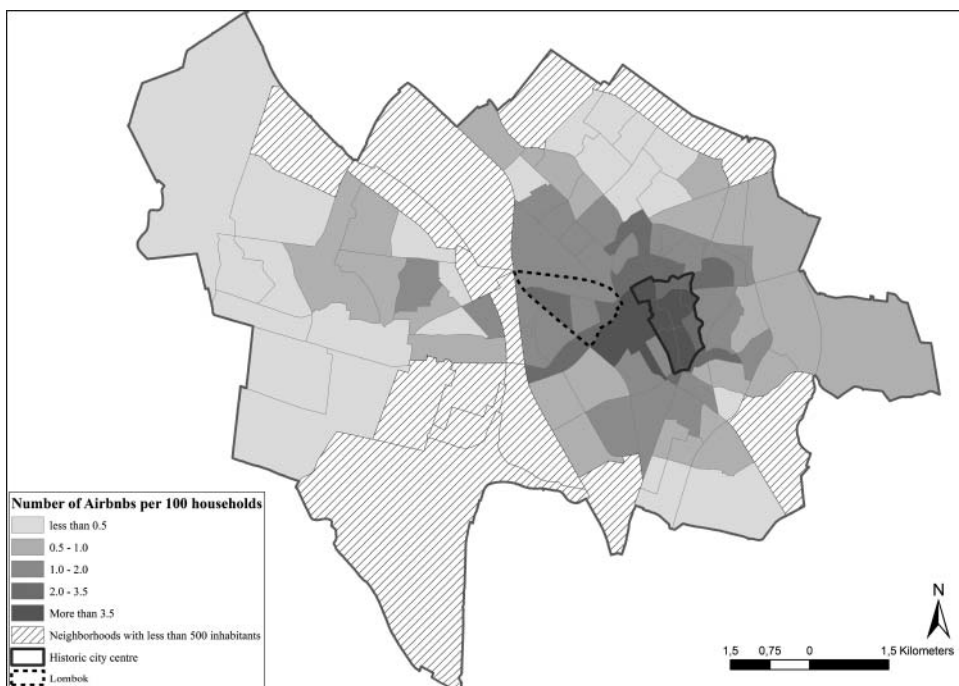 Number of Airbnbs per 100 households
less than 0.5
0.5 - 1.0
1.0 - 2.0
2.0 - 3.5
More than 3.5
Neighborhoods with less than 500 inhabitants
Historic city centre
Lombok
N
1,5 0,75 0 1,5 Kilometers